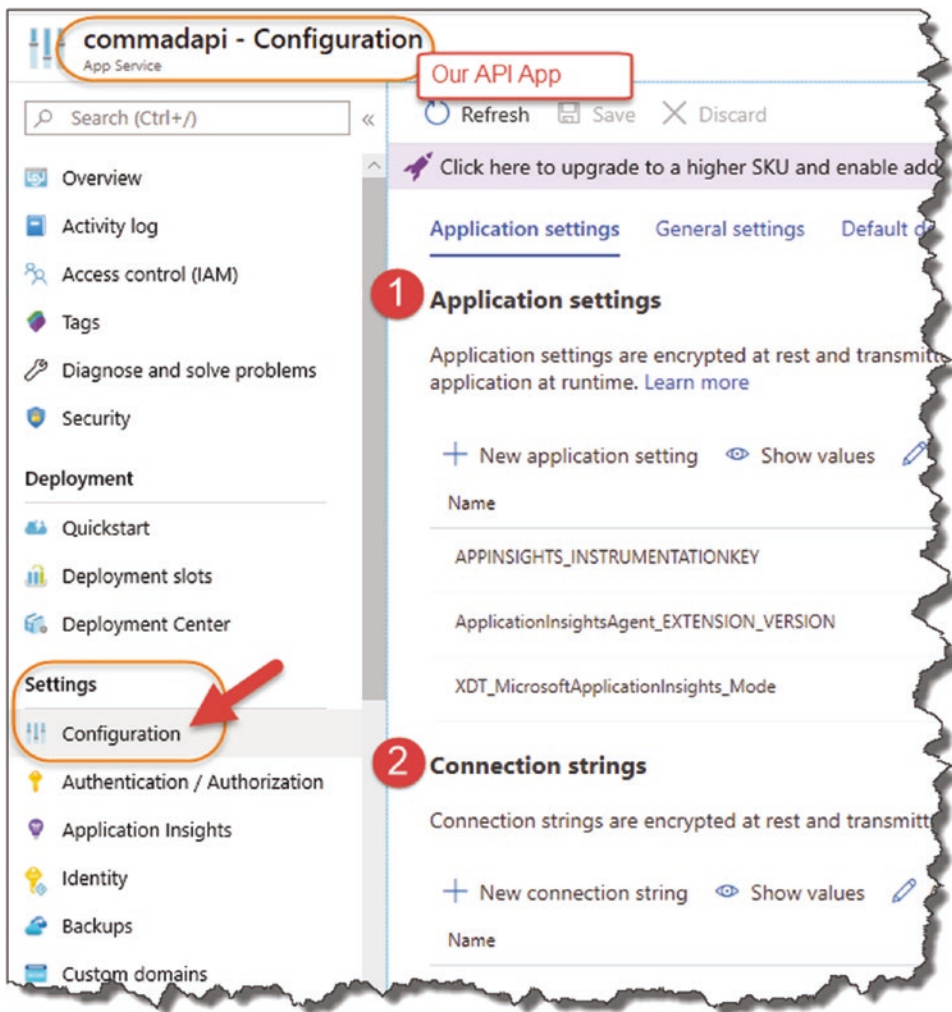 commadapi - Configuration
App Service
Our API App
Search (Ctrl+/)
«
Overview
Activity log
Access control (IAM)
Tags
Diagnose and solve problems
Security
Deployment
Quickstart
Deployment slots
Deployment Center
Settings
Configuration
Authentication / Authorization
Application Insights
Identity
Backups
Custom domains
Refresh Save Discard
Click here to upgrade to a higher SKU and enable add
Application settings General settings Default
1 Application settings
Application settings are encrypted at rest and transmitte
application at runtime. Learn more
+ New application setting Show values
Name
APPINSIGHTS_INSTRUMENTATIONKEY
ApplicationInsightsAgent_EXTENSION_VERSION
XDT_MicrosoftApplicationInsights_Mode
2 Connection strings
Connection strings are encrypted at rest and transmitt
+ New connection string Show values
Name